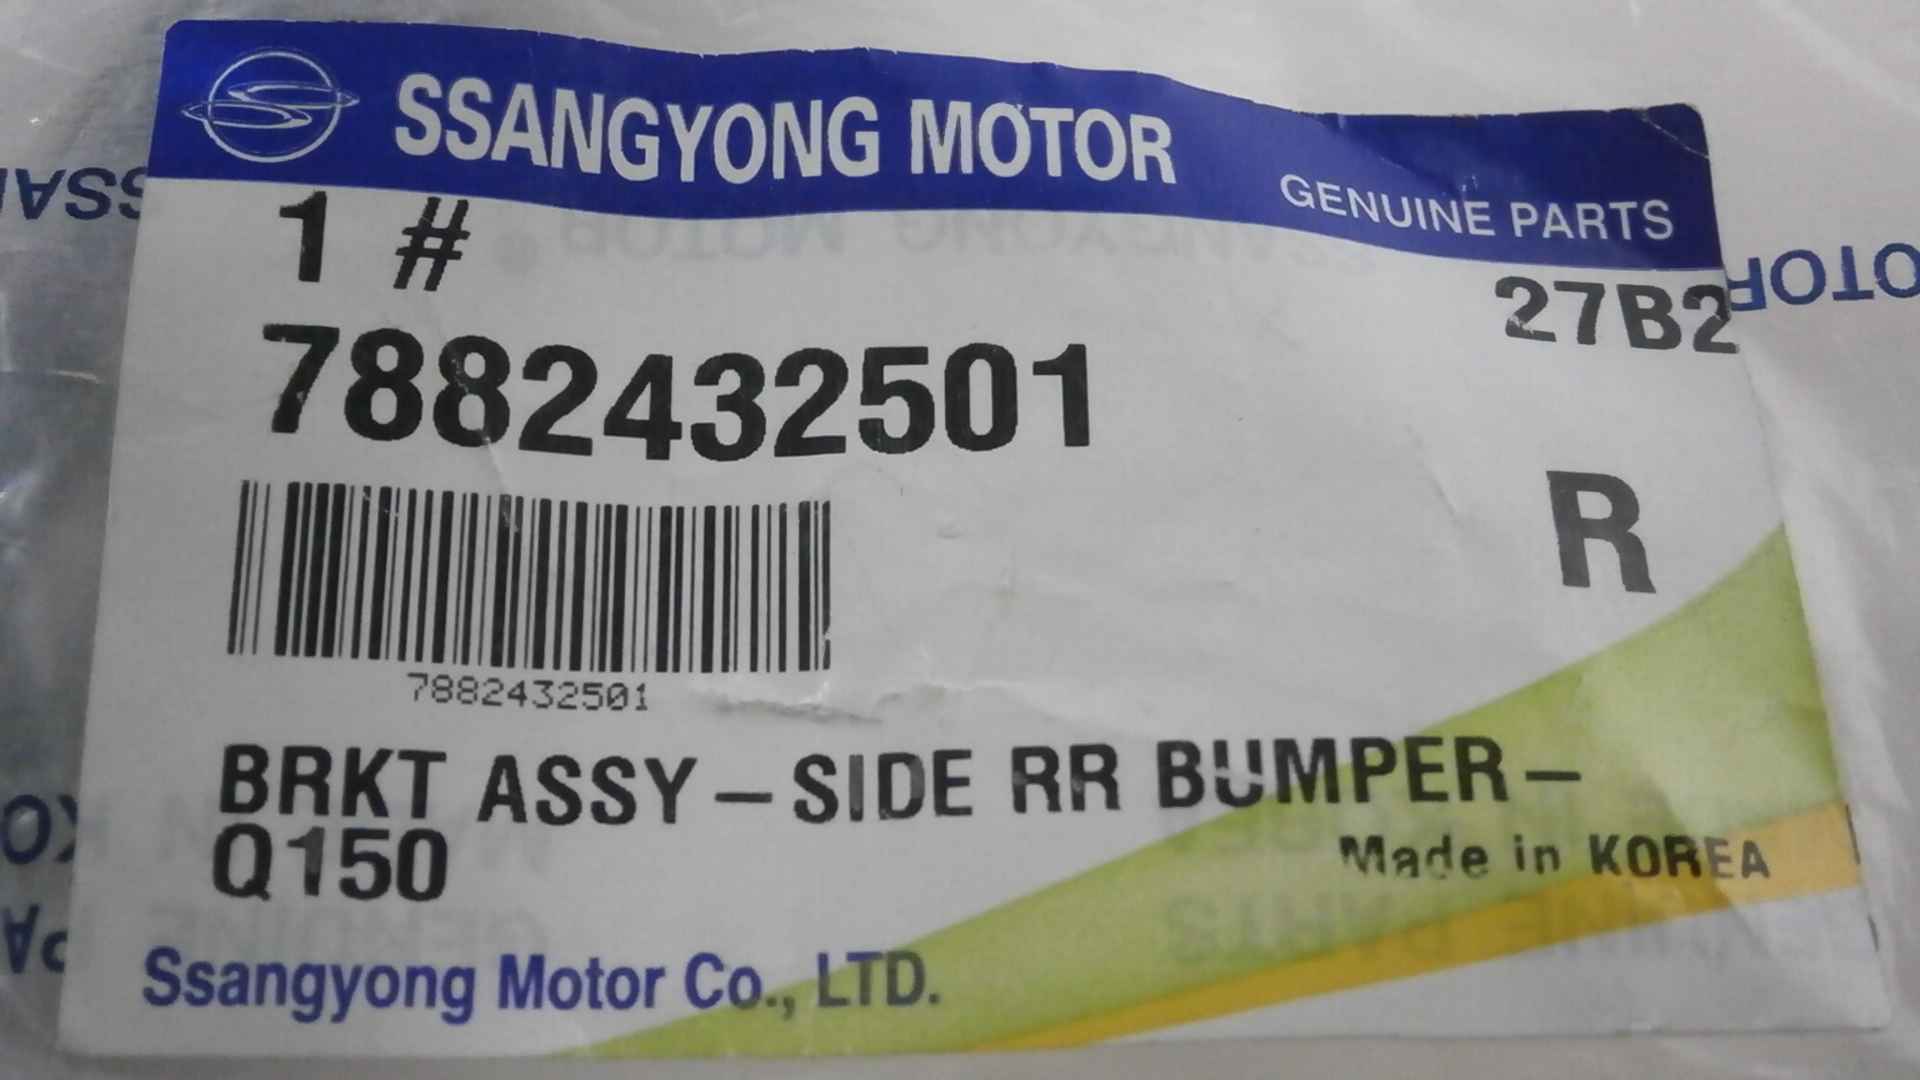 SSANGYONG MOTOR
GENUINE PARTS
1 #
27B2
7882432501
R
7882432501
BRKT ASSY-SIDE RR BUMPER-
Q150
Made in KOREA
Ssangyong Motor Co., LTD.